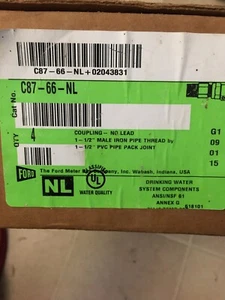 C87-66-NL+02043831
Cat No. C87-66-NL
QTY 4
COUPLING - NO LEAD
1-1/2" MALE IRON PIPE THREAD by
1-1/2" PVC PIPE PACK JOINT
G1
09
01
15
The Ford Meter Box Company, Inc. Wabash, Indiana, USA
FORD
NL
CLASSIFIED
UL
DRINKING WATER
SYSTEM COMPONENTS
ANSI/NSF 61
ANNEX G